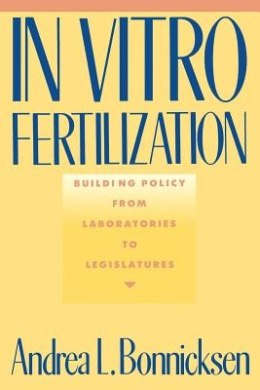 IN VITRO
FERTILIZATION
BUILDING POLICY
FROM
LABORATORIES
TO
LEGISLATURES
Andrea L. Bonnicksen